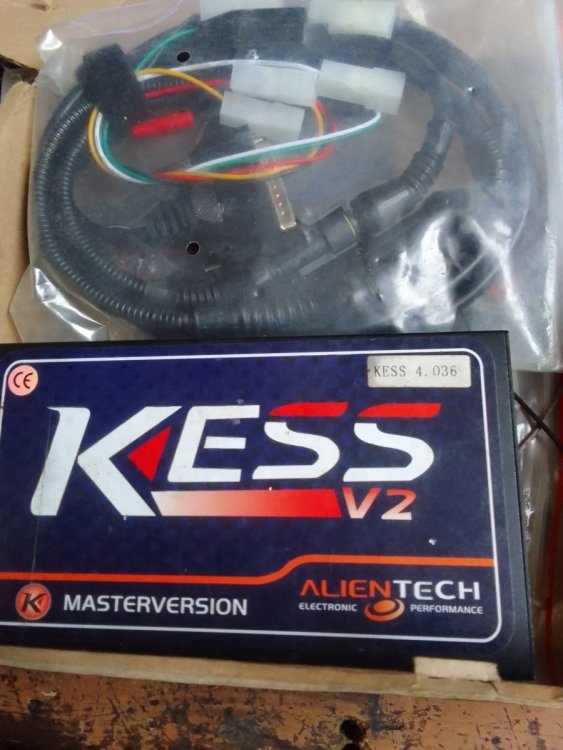 CE
KESS 4.036
KESS
V2
K
MASTERVERSION
ALIENTECH
ELECTRONIC PERFORMANCE